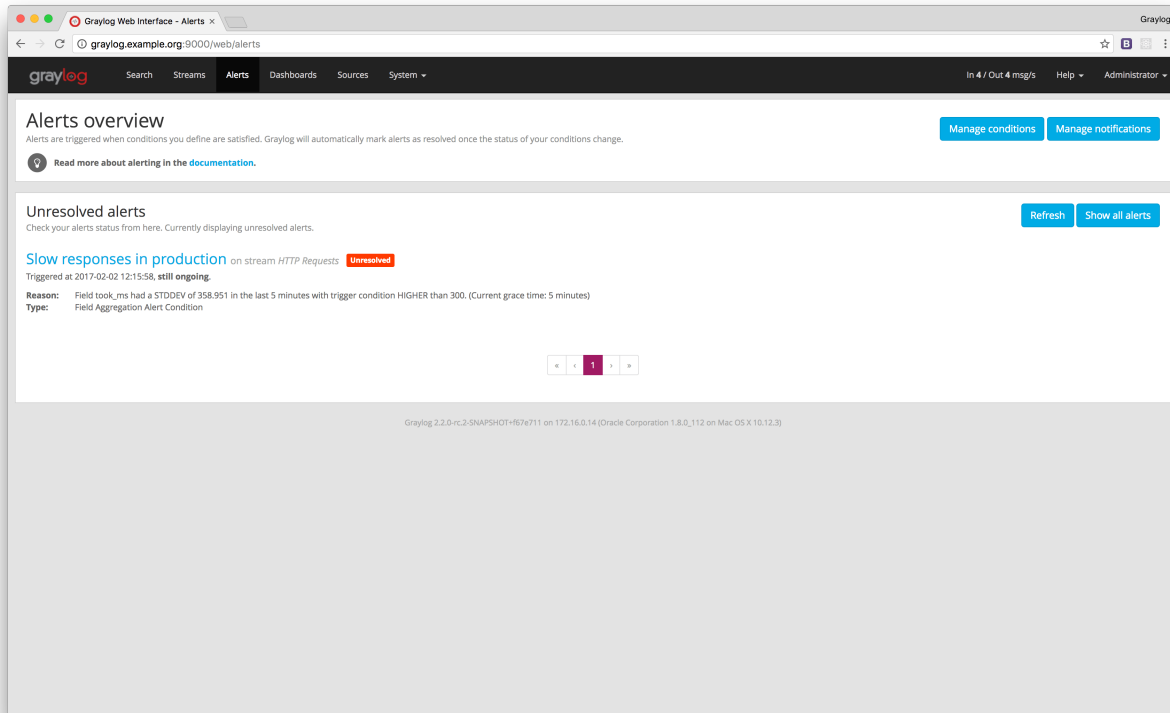 Graylog Web Interface - Alerts ×
Graylog
graylog.example.org:9000/web/alerts
B
graylog Search Streams Alerts Dashboards Sources System In 4 / Out 4 msg/s Help Administrator
Alerts overview
Alerts are triggered when conditions you define are satisfied. Graylog will automatically mark alerts as resolved once the status of your conditions change.
Manage conditions Manage notifications
Read more about alerting in the documentation.
Unresolved alerts
Check your alerts status from here. Currently displaying unresolved alerts.
Refresh Show all alerts
Slow responses in production on stream HTTP Requests Unresolved
Triggered at 2017-02-02 12:15:58, still ongoing.
Reason: Field took_ms had a STDDEV of 358.951 in the last 5 minutes with trigger condition HIGHER than 300. (Current grace time: 5 minutes)
Type: Field Aggregation Alert Condition
« ‹ 1 › »
Graylog 2.2.0-rc.2-SNAPSHOT+f67e711 on 172.16.0.14 (Oracle Corporation 1.8.0_112 on Mac OS X 10.12.3)